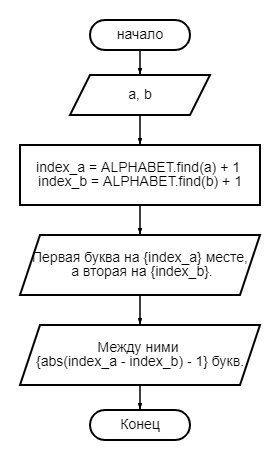 начало
a, b
index_a = ALPHABET.find(a) + 1
index_b = ALPHABET.find(b) + 1
Первая буква на {index_a} месте,
а вторая на {index_b}.
Между ними
{abs(index_a - index_b) - 1} букв.
Конец